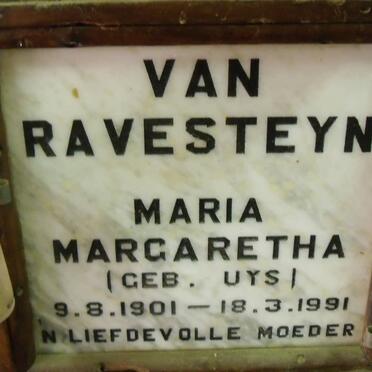 VAN
RAVESTEYN
MARIA
MARGARETHA
(GEB. UYS)
9.8.1901 — 18.3.1991
'N LIEFDEVOLLE MOEDER